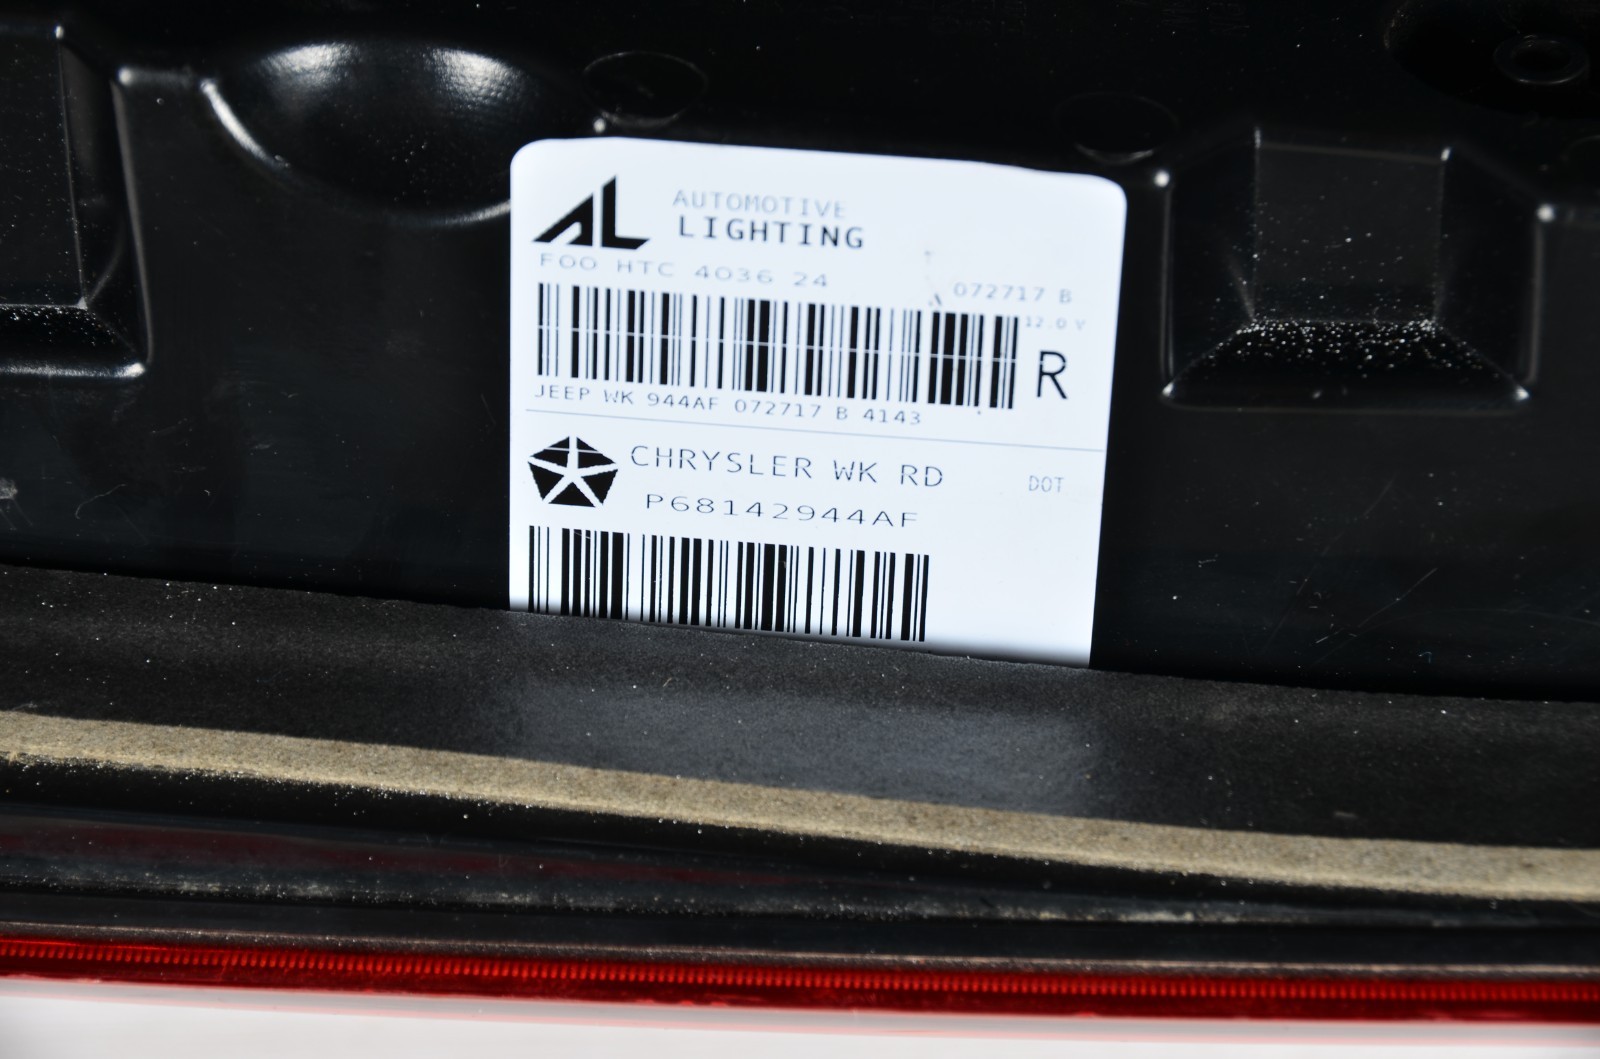 AL AUTOMOTIVE
LIGHTING
FOO HTC 4036 24
072717 B
12.0 V
R
JEEP WK 944AF 072717 B 4143
CHRYSLER WK RD
DOT
P68142944AF